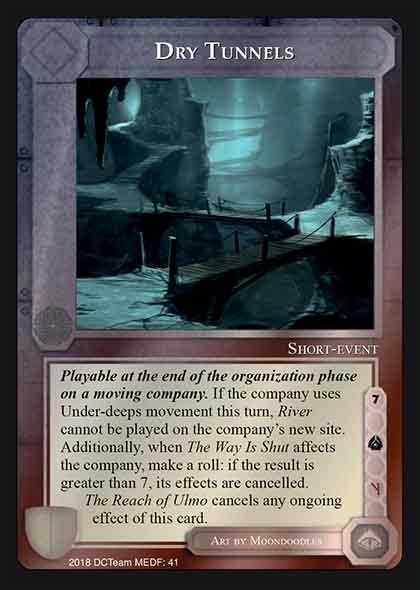 DRY TUNNELS
SHORT-EVENT
Playable at the end of the organization phase
on a moving company. If the company uses
Under-deeps movement this turn, River
cannot be played on the company's new site.
Additionally, when The Way Is Shut affects
the company, make a roll: if the result is
greater than 7, its effects are cancelled.
The Reach of Ulmo cancels any ongoing
effect of this card.
7
ART BY MOONDOODLES
2018 DCTeam MEDF: 41